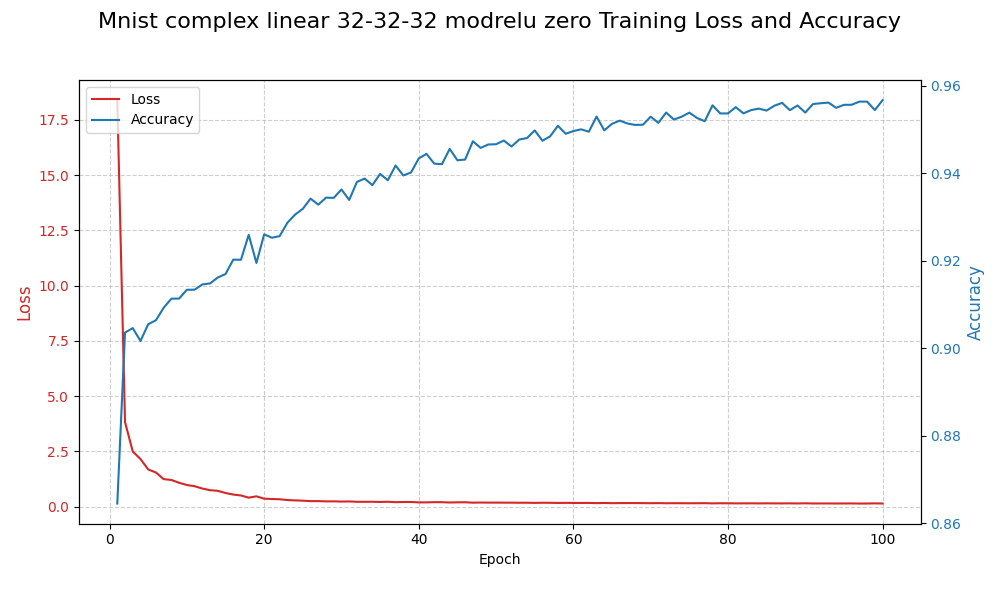 Mnist complex linear 32-32-32 modrelu zero Training Loss and Accuracy
Loss
Accuracy
17.5
15.0
12.5
10.0
7.5
5.0
2.5
0.0
Loss
0.96
0.94
0.92
0.90
0.88
0.86
Accuracy
0 20 40 60 80 100
Epoch